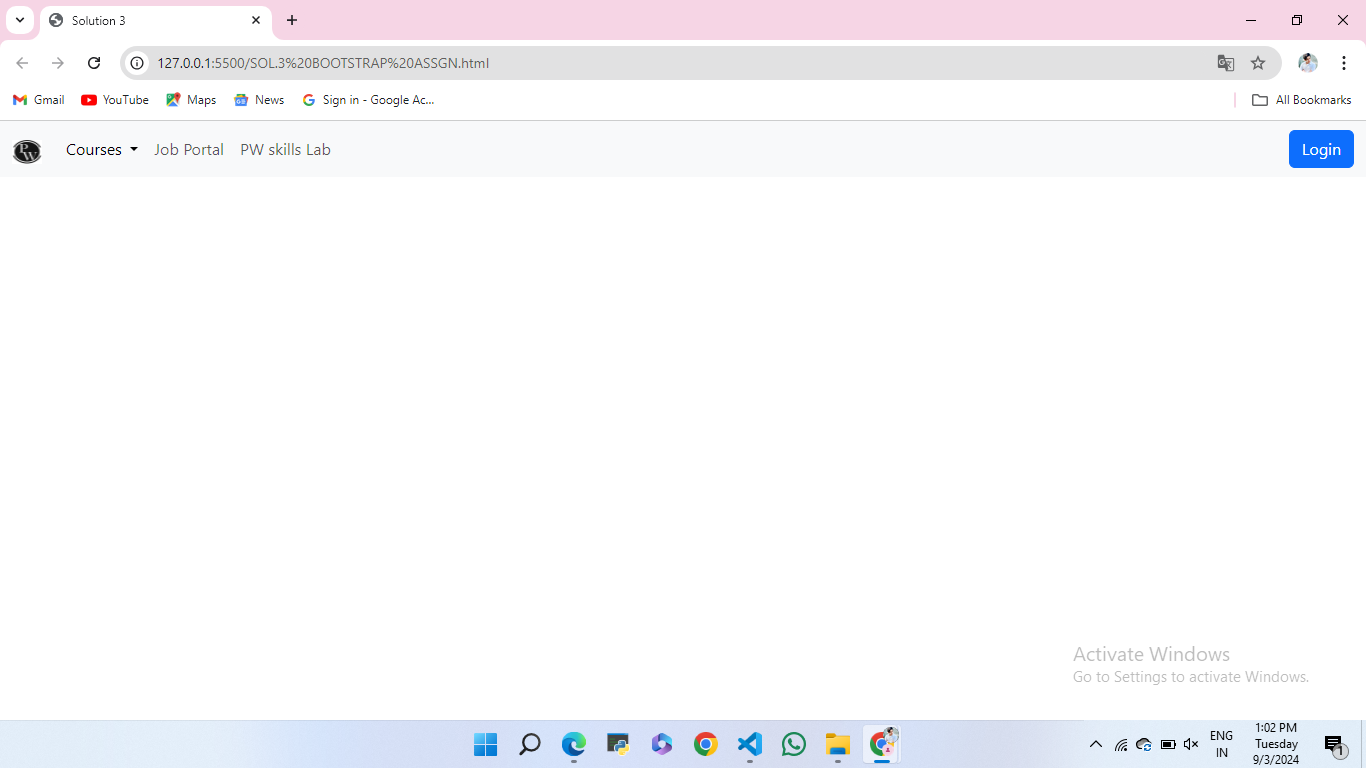 Solution 3
127.0.0.1:5500/SOL.3%20BOOTSTRAP%20ASSGN.html
Gmail YouTube Maps News Sign in - Google Ac... All Bookmarks
PW Courses Job Portal PW skills Lab Login
Activate Windows
Go to Settings to activate Windows.
ENG
IN
1:02 PM
Tuesday
9/3/2024
1